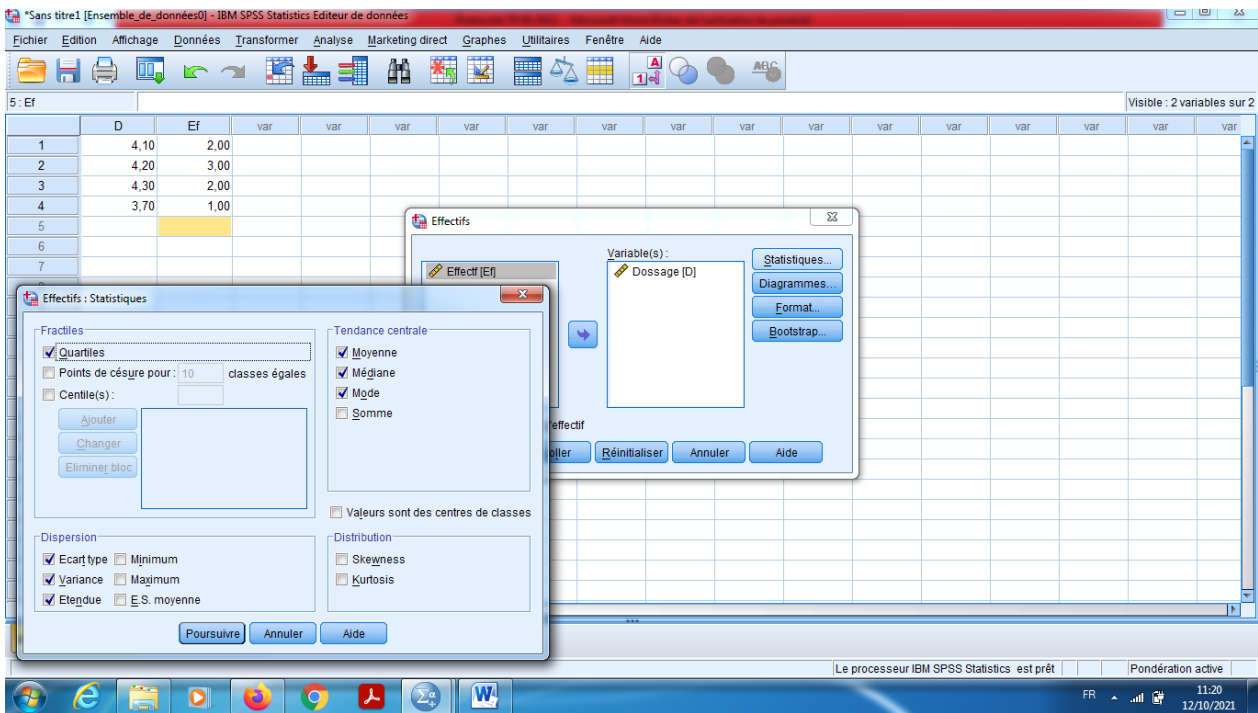 *Sans titre1 [Ensemble_de_données0] - IBM SPSS Statistics Editeur de données
Fichier Edition Affichage Données Transformer Analyse Marketing direct Graphes Utilitaires Fenêtre Aide
5 : Ef
Visible : 2 variables sur 2
D Ef var var var var var var var var var var var var var var var
1 4,10 2,00
2 4,20 3,00
3 4,30 2,00
4 3,70 1,00
5
6
7
Effectifs
Variable(s) :
Effectf [Ef]
Dossage [D]
Statistiques...
Diagrammes...
Format...
Bootstrap...
Réinitialiser Annuler Aide
Effectifs : Statistiques
Fractiles
Quartiles
Points de césure pour : 10 classes égales
Centile(s) :
Ajouter
Changer
Eliminer bloc
Tendance centrale
Moyenne
Médiane
Mode
Somme
Valeurs sont des centres de classes
Dispersion
Ecart type Minimum
Variance Maximum
Etendue E.S. moyenne
Distribution
Skewness
Kurtosis
Poursuivre Annuler Aide
Le processeur IBM SPSS Statistics est prêt
Pondération active
FR
11:20
12/10/2021